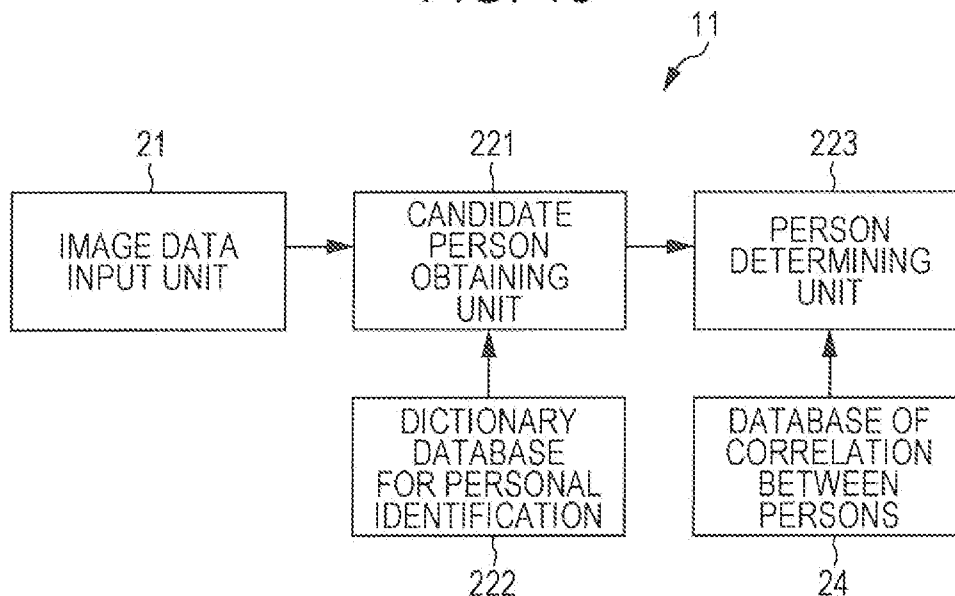 11
21
221
223
IMAGE DATA
INPUT UNIT
CANDIDATE
PERSON
OBTAINING
UNIT
PERSON
DETERMINING
UNIT
DICTIONARY
DATABASE
FOR PERSONAL
IDENTIFICATION
DATABASE OF
CORRELATION
BETWEEN
PERSONS
222
24